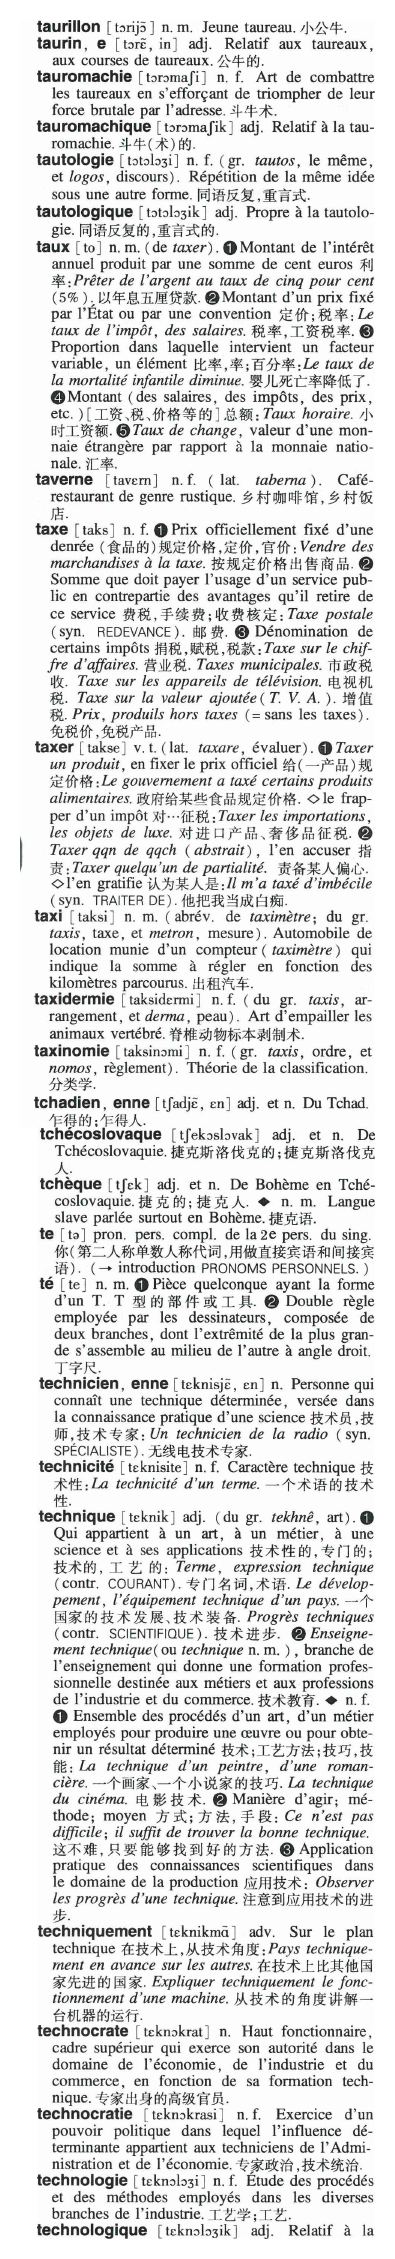 taurillon [tɔrijɔ̃] n. m. Jeune taureau. 小公牛.
taurin, e [tɔrɛ̃, in] adj. Relatif aux taureaux,
aux courses de taureaux. 公牛的.
tauromachie [tɔrɔmaʃi] n. f. Art de combattre
les taureaux en s'efforçant de triompher de leur
force brutale par l'adresse. 斗牛术.
tauromachique [tɔrɔmaʃik] adj. Relatif à la tau-
romachie. 斗牛(术)的.
tautologie [tɔtɔlɔʒi] n. f. (gr. tautos, le même,
et logos, discours). Répétition de la même idée
sous une autre forme. 同语反复,重言式.
tautologique [tɔtɔlɔʒik] adj. Propre à la tautolo-
gie. 同语反复的,重言式的.
taux [to] n. m. (de taxer). ❶Montant de l'intérêt
annuel produit par une somme de cent euros 利
率:Prêter de l'argent au taux de cinq pour cent
(5%). 以年息五厘贷款. ❷Montant d'un prix fixé
par l'État ou par une convention 定价;税率:Le
taux de l'impôt, des salaires. 税率,工资税率. ❸
Proportion dans laquelle intervient un facteur
variable, un élément 比率,率;百分率:Le taux de
la mortalité infantile diminue. 婴儿死亡率降低了.
❹Montant (des salaires, des impôts, des prix,
etc.)[工资、税、价格等的]总额:Taux horaire. 小
时工资额. ❺Taux de change, valeur d'une mon-
naie étrangère par rapport à la monnaie natio-
nale. 汇率.
taverne [tavɛrn] n. f. (lat. taberna). Café-
restaurant de genre rustique. 乡村咖啡馆,乡村饭
店.
taxe [taks] n. f. ❶Prix officiellement fixé d'une
denrée (食品的)规定价格,定价,官价:Vendre des
marchandises à la taxe. 按规定价格出售商品. ❷
Somme que doit payer l'usage d'un service pub-
lic en contrepartie des avantages qu'il retire de
ce service 费税,手续费;收费核定:Taxe postale
(syn. REDEVANCE). 邮费. ❸ Dénomination de
certains impôts 捐税,赋税,税款:Taxe sur le chif-
fre d'affaires. 营业税. Taxes municipales. 市政税
收. Taxe sur les appareils de télévision. 电视机
税. Taxe sur la valeur ajoutée (T. V. A.). 增值
税. Prix, produils hors taxes (= sans les taxes).
免税价,免税产品.
taxer [takse] v. t. (lat. taxare, évaluer). ❶Taxer
un produit, en fixer le prix officiel 给(一产品)规
定价格:Le gouvernement a taxé certains produits
alimentaires. 政府给某些食品规定价格. ◇le frap-
per d'un impôt 对…征税:Taxer les importations,
les objets de luxe. 对进口产品、奢侈品征税. ❷
Taxer qqn de qqch (abstrait), l'en accuser 指
责:Taxer quelqu'un de partialité. 责备某人偏心.
◇l'en gratifie 认为某人是:Il m'a taxé d'imbécile
(syn. TRAITER DE). 他把我当成白痴.
taxi [taksi] n. m. (abrév. de taximètre; du gr.
taxis, taxe, et metron, mesure). Automobile de
location munie d'un compteur (taximètre) qui
indique la somme à régler en fonction des
kilomètres parcourus. 出租汽车.
taxidermie [taksidɛrmi] n. f. (du gr. taxis, ar-
rangement, et derma, peau). Art d'empailler les
animaux vertébré. 脊椎动物标本剥制术.
taxinomie [taksinɔmi] n. f. (gr. taxis, ordre, et
nomos, règlement). Théorie de la classification.
分类学.
tchadien, enne [tʃadjɛ̃, ɛn] adj. et n. Du Tchad.
乍得的;乍得人.
tchécoslovaque [tʃekɔslɔvak] adj. et n. De
Tchécoslovaquie. 捷克斯洛伐克的;捷克斯洛伐克
人.
tchèque [tʃɛk] adj. et n. De Bohème en Tché-
coslovaquie. 捷克的;捷克人. ◆ n. m. Langue
slave parlée surtout en Bohème. 捷克语.
te [tə] pron. pers. compl. de la 2e pers. du sing.
你(第二人称单数人称代词,用做直接宾语和间接宾
语). (→ introduction PRONOMS PERSONNELS.)
té [te] n. m. ❶Pièce quelconque ayant la forme
d'un T. T 型的部件或工具. ❷ Double règle
employée par les dessinateurs, composée de
deux branches, dont l'extrêmité de la plus gran-
de s'assemble au milieu de l'autre à angle droit.
丁字尺.
technicien, enne [tɛknisjɛ̃, ɛn] n. Personne qui
connaît une technique déterminée, versée dans
la connaissance pratique d'une science 技术员,技
师,技术专家:Un technicien de la radio (syn.
SPÉCIALISTE). 无线电技术专家.
technicité [tɛknisite] n. f. Caractère technique 技
术性:La technicité d'un terme. 一个术语的技术
性.
technique [tɛknik] adj. (du gr. tekhnê, art). ❶
Qui appartient à un art, à un métier, à une
science et à ses applications 技术性的,专门的;
技术的, 工艺的: Terme, expression technique
(contr. COURANT). 专门名词,术语. Le dévelop-
pement, l'équipement technique d'un pays. 一个
国家的技术发展、技术装备. Progrès techniques
(contr. SCIENTIFIQUE). 技术进步. ❷Enseigne-
ment technique(ou technique n. m.), branche de
l'enseignement qui donne une formation profes-
sionnelle destinée aux métiers et aux professions
de l'industrie et du commerce. 技术教育. ◆ n. f.
❶ Ensemble des procédés d'un art, d'un métier
employés pour produire une œuvre ou pour obte-
nir un résultat déterminé 技术;工艺方法;技巧,技
能: La technique d'un peintre, d'une roman-
cière. 一个画家、一个小说家的技巧. La technique
du cinéma. 电影技术. ❷ Manière d'agir; mé-
thode; moyen 方式;方法,手段: Ce n'est pas
difficile; il suffit de trouver la bonne technique.
这不难,只要能够找到好的方法. ❸Application
pratique des connaissances scientifiques dans
le domaine de la production 应用技术: Observer
les progrès d'une technique. 注意到应用技术的进
步.
techniquement [tɛknikmɑ̃] adv. Sur le plan
technique 在技术上,从技术角度:Pays technique-
ment en avance sur les autres. 在技术上比其他国
家先进的国家. Expliquer techniquement le fonc-
tionnement d'une machine. 从技术的角度讲解一
台机器的运行.
technocrate [tɛknɔkrat] n. Haut fonctionnaire,
cadre supérieur qui exerce son autorité dans le
domaine de l'économie, de l'industrie et du
commerce, en fonction de sa formation tech-
nique. 专家出身的高级官员.
technocratie [tɛknɔkrasi] n. f. Exercice d'un
pouvoir politique dans lequel l'influence dé-
terminante appartient aux techniciens de l'Admi-
nistration et de l'économie. 专家政治,技术统治.
technologie [tɛknɔlɔʒi] n. f. Étude des procédés
et des méthodes employés dans les diverses
branches de l'industrie. 工艺学;工艺.
technologique [tɛknɔlɔʒik] adj. Relatif à la